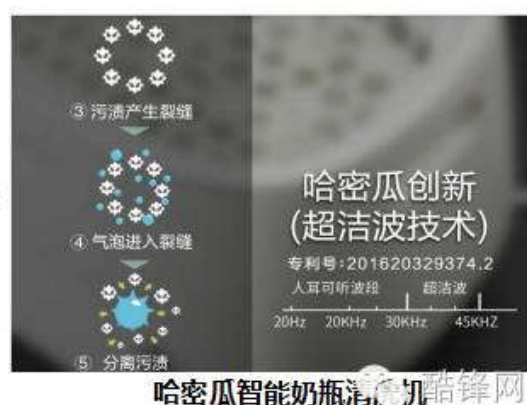 ③ 污渍产生裂缝
④ 气泡进入裂缝
⑤ 分离污渍
哈密瓜创新
(超洁波技术)
专利号:201620329374.2
人耳可听波段 超洁波
20Hz 20KHz 30KHz 45KHZ
哈密瓜智能奶瓶消 机
酷锋网